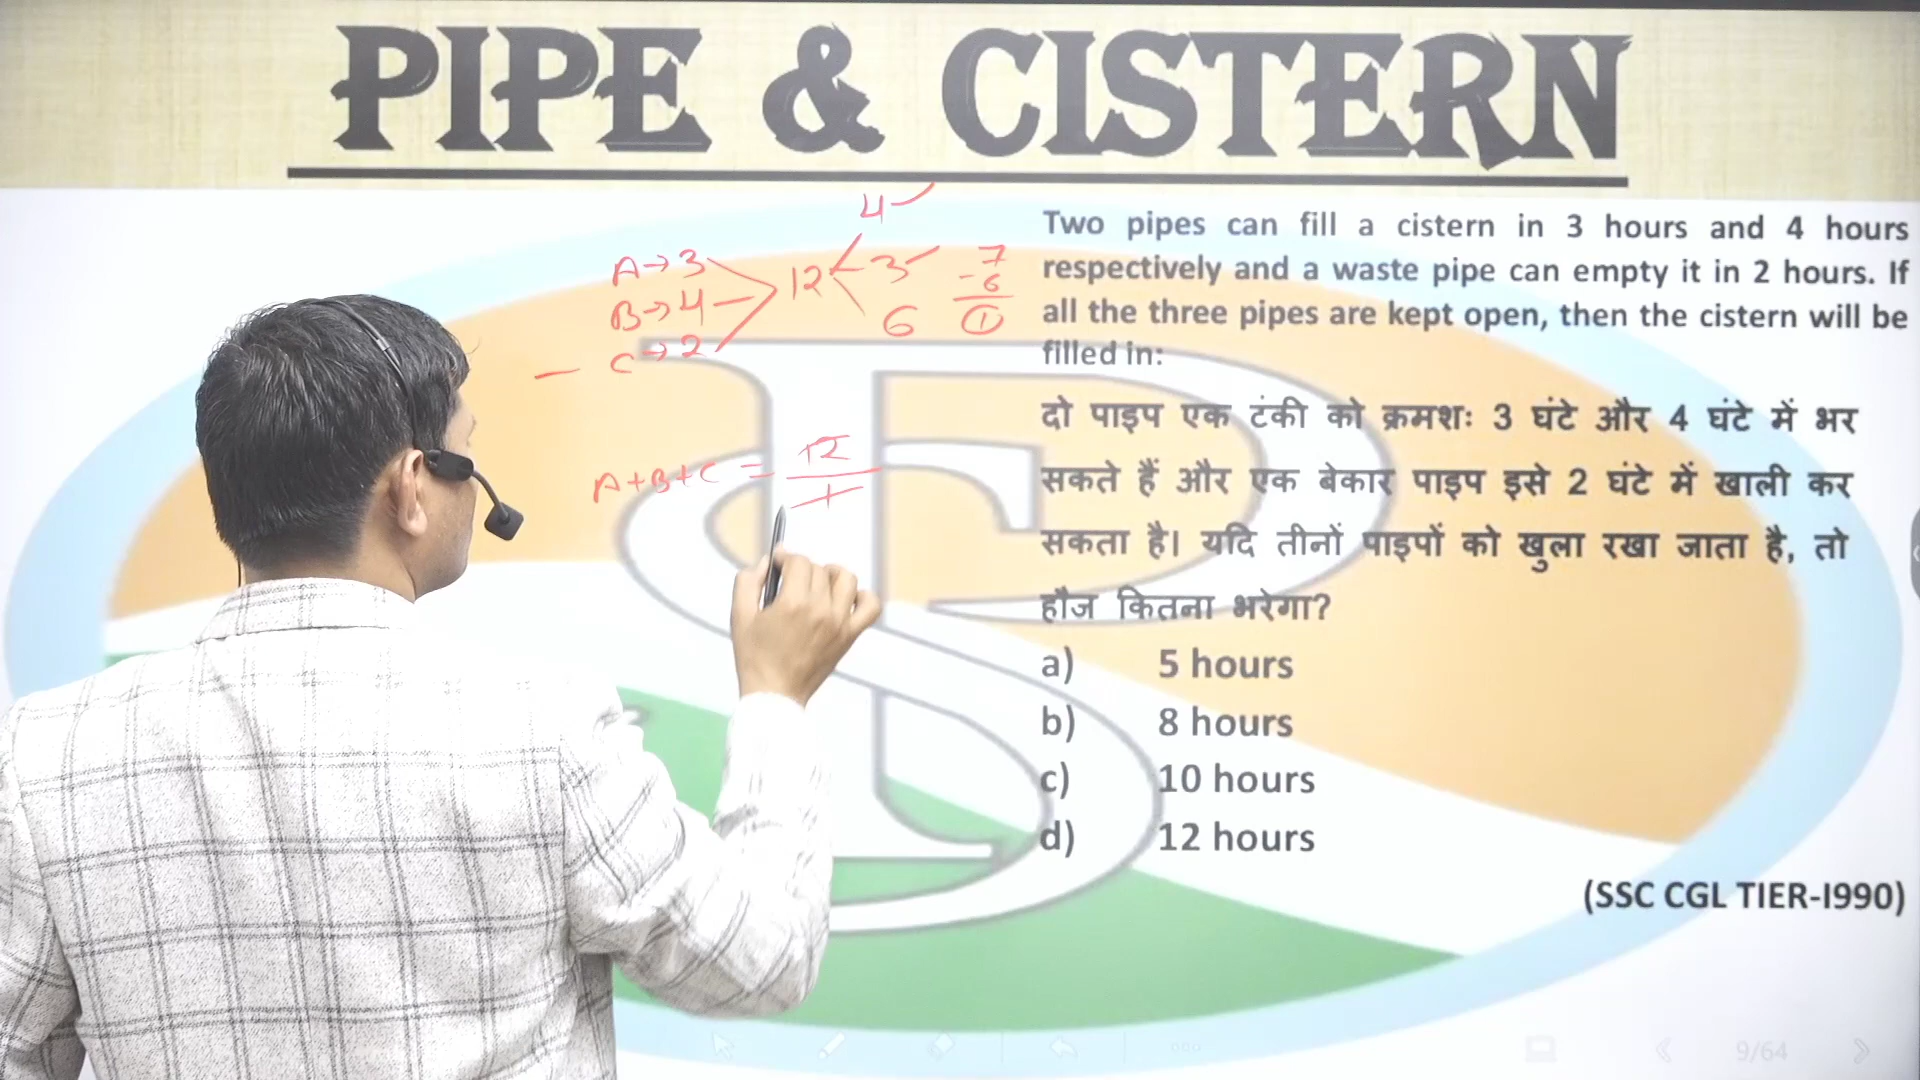 PIPE & CISTERN
Two pipes can fill a cistern in 3 hours and 4 hours
respectively and a waste pipe can empty it in 2 hours. If
all the three pipes are kept open, then the cistern will be
filled in:
दो पाइप एक टंकी को क्रमशः 3 घंटे और 4 घंटे में भर
सकते हैं और एक बेकार पाइप इसे 2 घंटे में खाली कर
सकता है। यदि तीनों पाइपों को खुला रखा जाता है, तो
हौज कितना भरेगा?
a) 5 hours
b) 8 hours
c) 10 hours
d) 12 hours
(SSC CGL TIER-I990)
A→3
B→4
– C→2
12
4
3
6
7
-6
1
A+B+C = 12/1
9/64